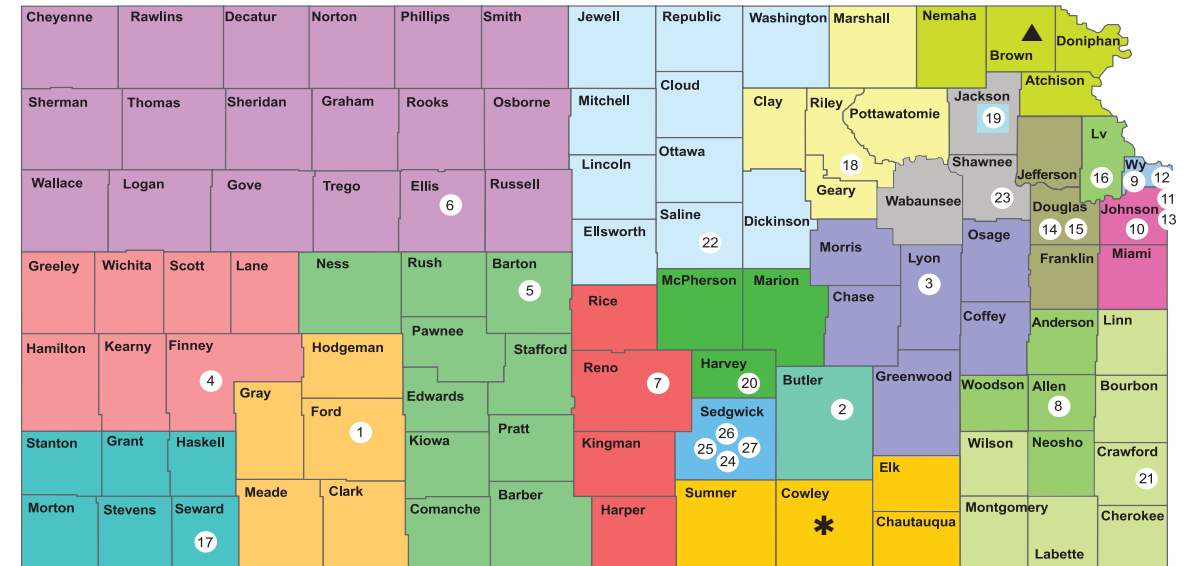 Cheyenne Rawlins Decatur Norton Phillips Smith Jewell Republic Washington Marshall Nemaha
Brown Doniphan
Atchison
Sherman Thomas Sheridan Graham Rooks Osborne Mitchell Cloud Clay Riley Pottawatomie Jackson
19
Lv
Lincoln Ottawa 18 Shawnee Jefferson 16 Wy 9 12
Wallace Logan Gove Trego Ellis Russell Geary Wabaunsee 23 Douglas Johnson 11
6
Saline Dickinson 14 15 10 13
Ellsworth 22 Morris Osage
Greeley Wichita Scott Lane Ness Rush Barton Lyon Franklin Miami
5 McPherson Marion 3
Rice Chase
Pawnee Coffey Anderson Linn
Hamilton Kearny Finney Hodgeman Stafford
4 Reno 7 Harvey 20 Butler Greenwood
Gray Edwards Woodson Allen Bourbon
Ford 2 8
1 Sedgwick
Stanton Grant Haskell Kiowa Pratt Kingman 26 25 27 24 Wilson Neosho Crawford
21
Elk
Meade Clark Barber Sumner Cowley
Morton Stevens Seward Comanche Harper Montgomery Cherokee
17 * Chautauqua
Labette